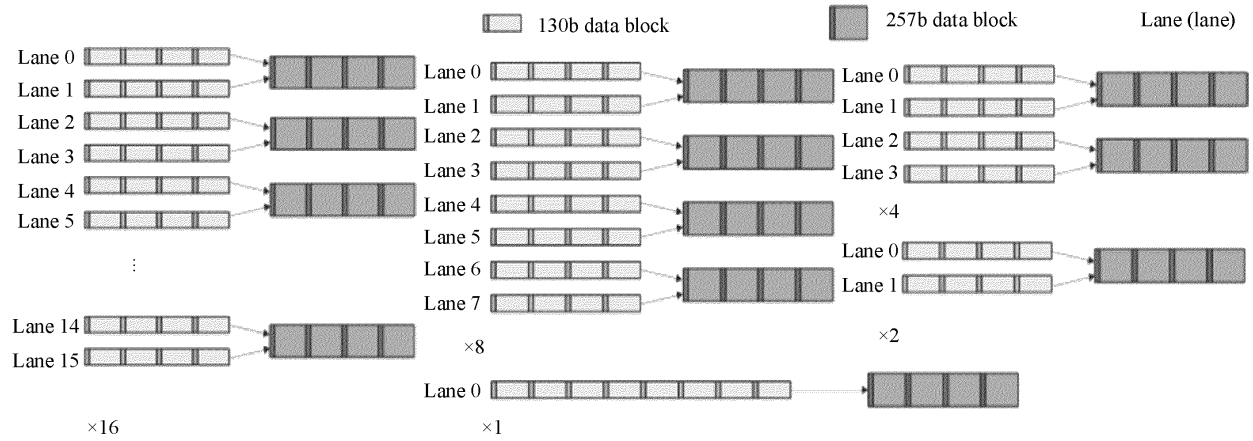 130b data block
257b data block
Lane (lane)
Lane 0
Lane 1
Lane 2
Lane 3
Lane 4
Lane 5
⋮
Lane 14
Lane 15
×16
Lane 0
Lane 1
Lane 2
Lane 3
Lane 4
Lane 5
Lane 6
Lane 7
×8
Lane 0
×1
Lane 0
Lane 1
Lane 2
Lane 3
×4
Lane 0
Lane 1
×2